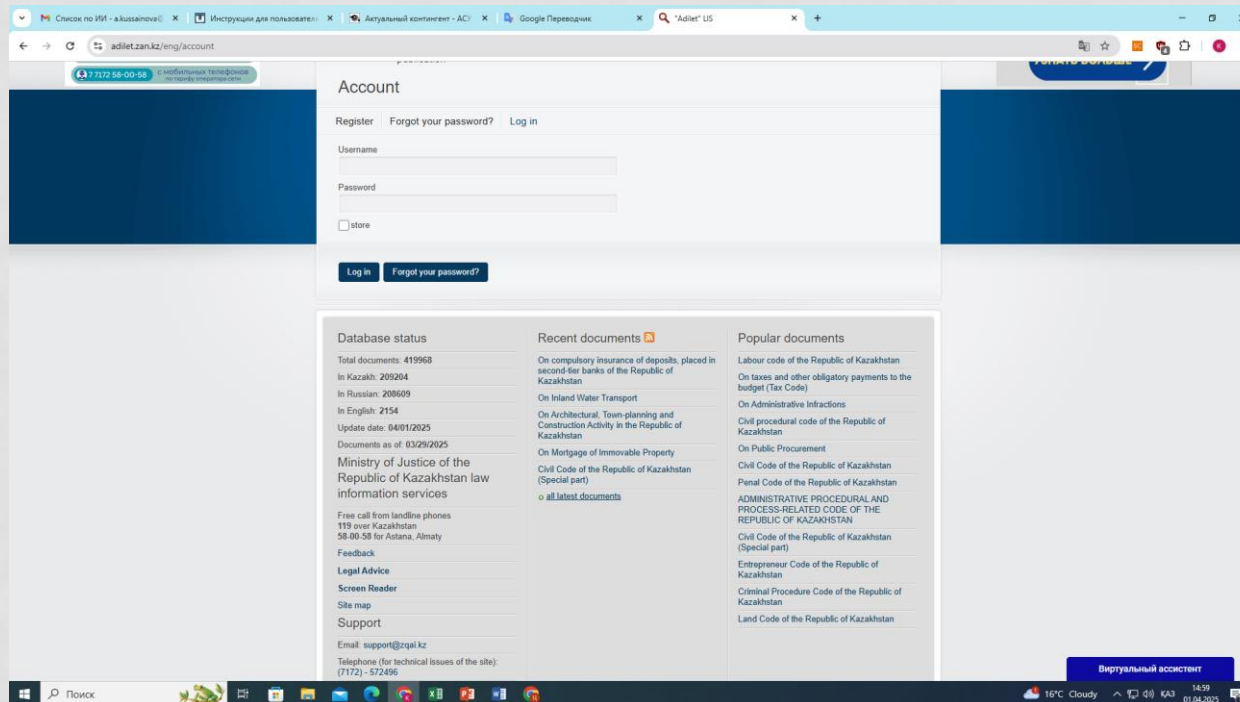 Список по ИИ - a.kussainova@
Инструкции для пользовател
Актуальный контингент - АС
Google Переводчик
"Adilet" LIS
adilet.zan.kz/eng/account
7 7172 58-00-58 С мобильных телефонов
по тарифу оператора сети
УЗНАТЬ БОЛЬШЕ
Account
Register Forgot your password? Log in
Username
Password
store
Log in Forgot your password?
Database status
Total documents: 419968
In Kazakh: 209204
In Russian: 208609
In English: 2154
Update date: 04/01/2025
Documents as of: 03/29/2025
Ministry of Justice of the
Republic of Kazakhstan law
information services
Free call from landline phones
119 over Kazakhstan
58-00-58 for Astana, Almaty
Feedback
Legal Advice
Screen Reader
Site map
Support
Email: support@zqai.kz
Telephone (for technical issues of the site):
(7172) - 572496
Recent documents
On compulsory insurance of deposits, placed in
second-tier banks of the Republic of
Kazakhstan
On Inland Water Transport
On Architectural, Town-planning and
Construction Activity in the Republic of
Kazakhstan
On Mortgage of Immovable Property
Civil Code of the Republic of Kazakhstan
(Special part)
all latest documents
Popular documents
Labour code of the Republic of Kazakhstan
On taxes and other obligatory payments to the
budget (Tax Code)
On Administrative Infractions
Civil procedural code of the Republic of
Kazakhstan
On Public Procurement
Civil Code of the Republic of Kazakhstan
Penal Code of the Republic of Kazakhstan
ADMINISTRATIVE PROCEDURAL AND
PROCESS-RELATED CODE OF THE
REPUBLIC OF KAZAKHSTAN
Civil Code of the Republic of Kazakhstan
(Special part)
Entrepreneur Code of the Republic of
Kazakhstan
Criminal Procedure Code of the Republic of
Kazakhstan
Land Code of the Republic of Kazakhstan
Виртуальный ассистент
Поиск
16°C Cloudy
ҚАЗ
14:59
01.04.2025